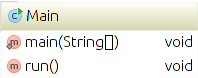 Main
main(String[]) void
run() void